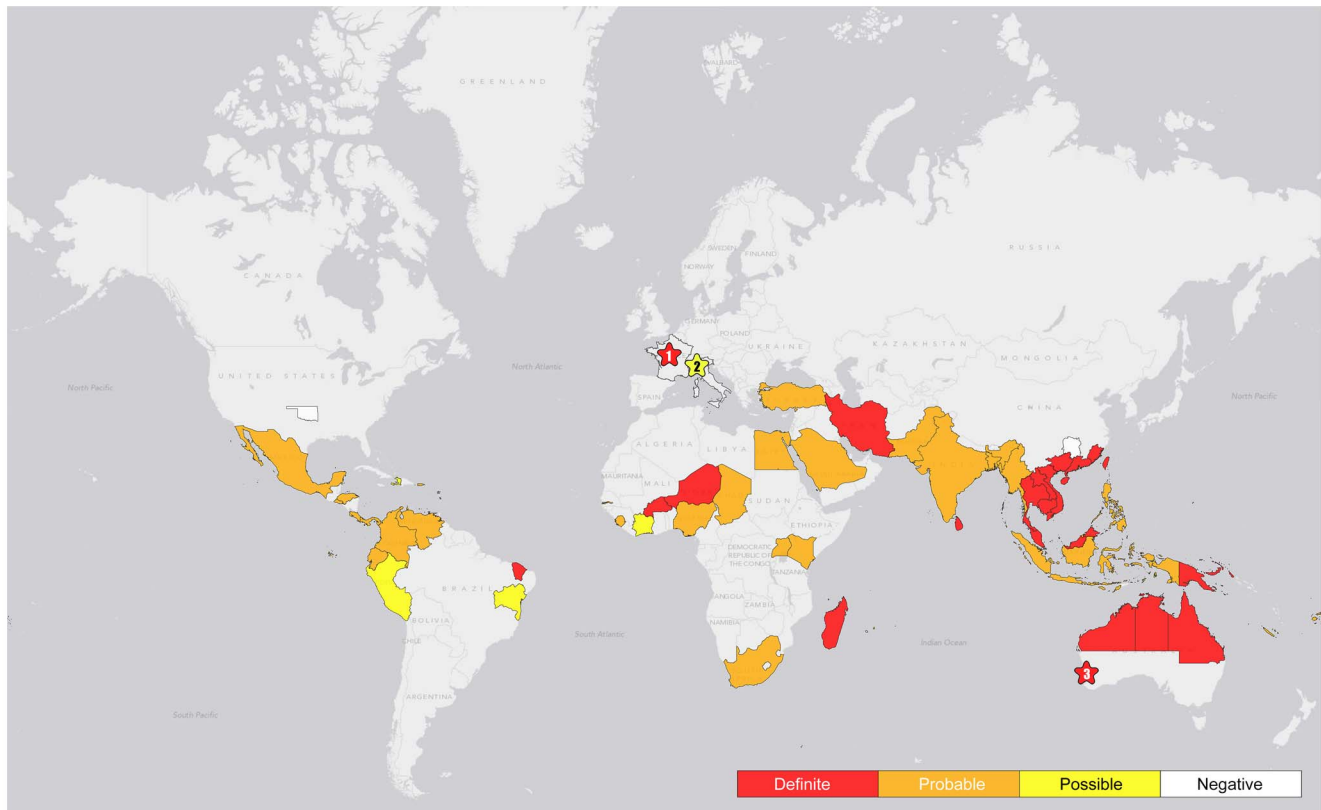 SVALBARD
GREENLAND
SWEDEN
FINLAND
NORWAY
RUSSIA
CANADA
GERMANY
POLAND
UKRAINE
KAZAKHSTAN
MONGOLIA
1
2
North Atlantic
UNITED STATES
North Pacific
North Pacific
SPAIN
CHINA
ALGERIA
LIBYA
MAURITANIA
MALI
SUDAN
ETHIOPIA
DEMOCRATIC
REPUBLIC OF
THE CONGO
TANZANIA
BRAZIL
ANGOLA
ZAMBIA
BOLIVIA
NAMIBIA
South Atlantic
CHILE
Indian Ocean
3
ARGENTINA
South Pacific
Definite
Probable
Possible
Negative